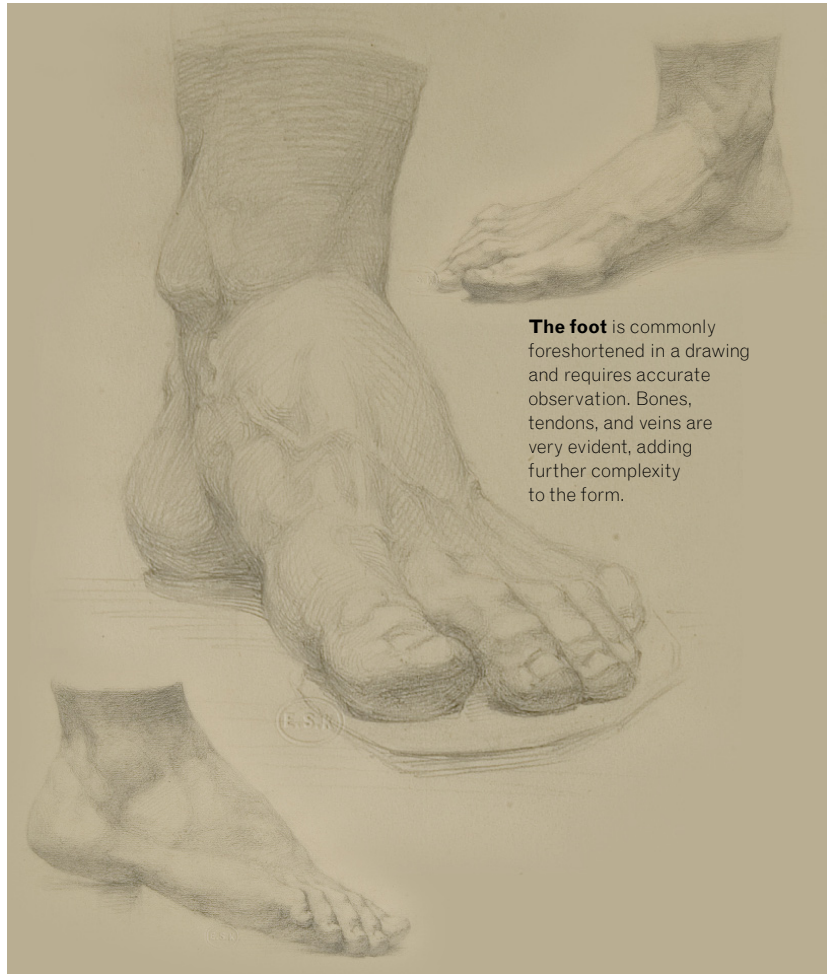 The foot is commonly
foreshortened in a drawing
and requires accurate
observation. Bones,
tendons, and veins are
very evident, adding
further complexity
to the form.
E.S.K